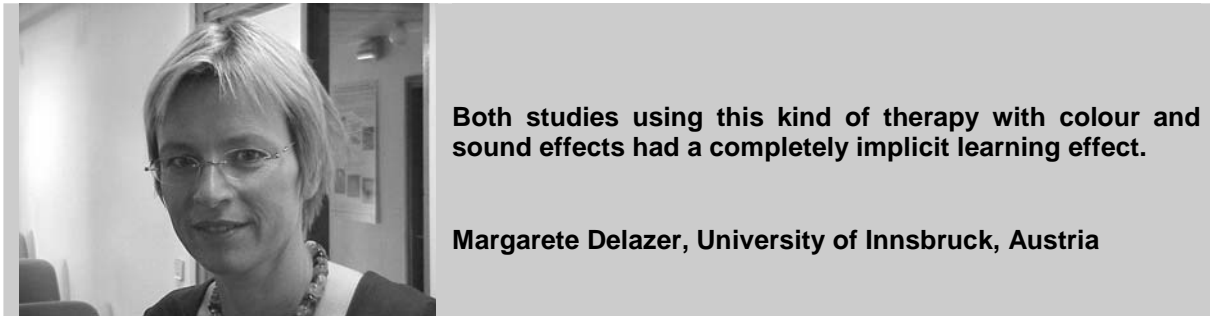 Both studies using this kind of therapy with colour and
sound effects had a completely implicit learning effect.
Margarete Delazer, University of Innsbruck, Austria